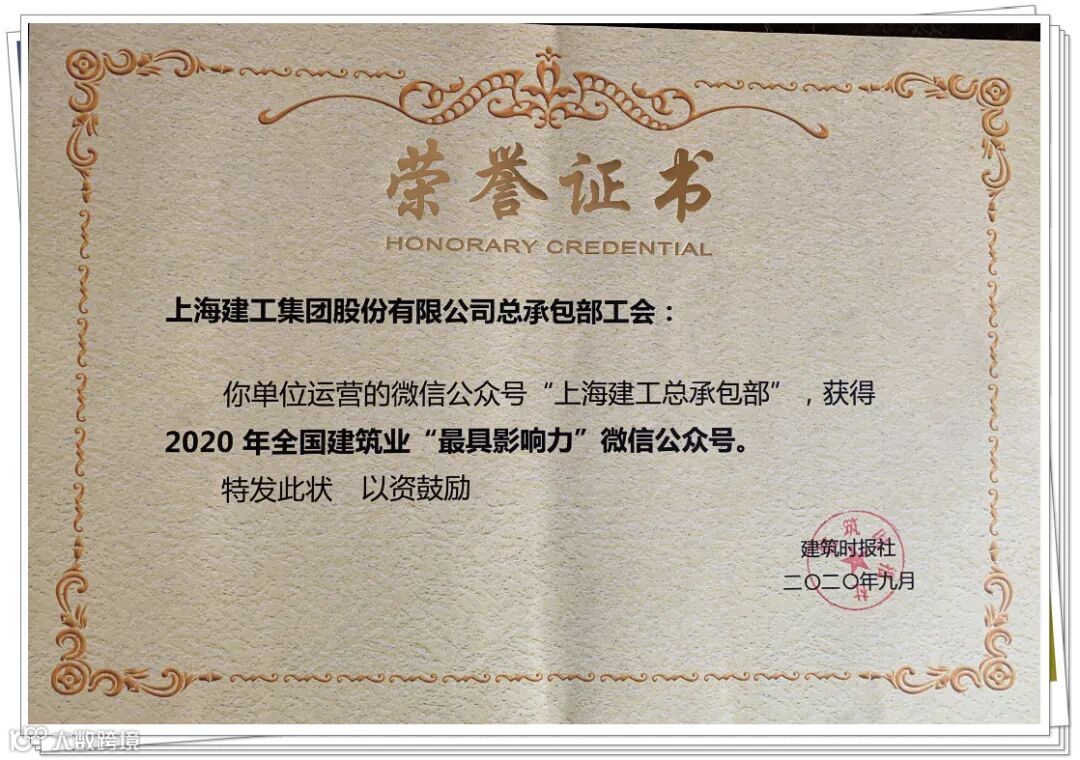 荣誉证书
HONORARY CREDENTIAL
上海建工集团股份有限公司总承包部工会：
你单位运营的微信公众号“上海建工总承包部”，获得
2020 年全国建筑业“最具影响力”微信公众号。
特发此状 以资鼓励
建筑时报社
二〇二〇年九月
大数跨境